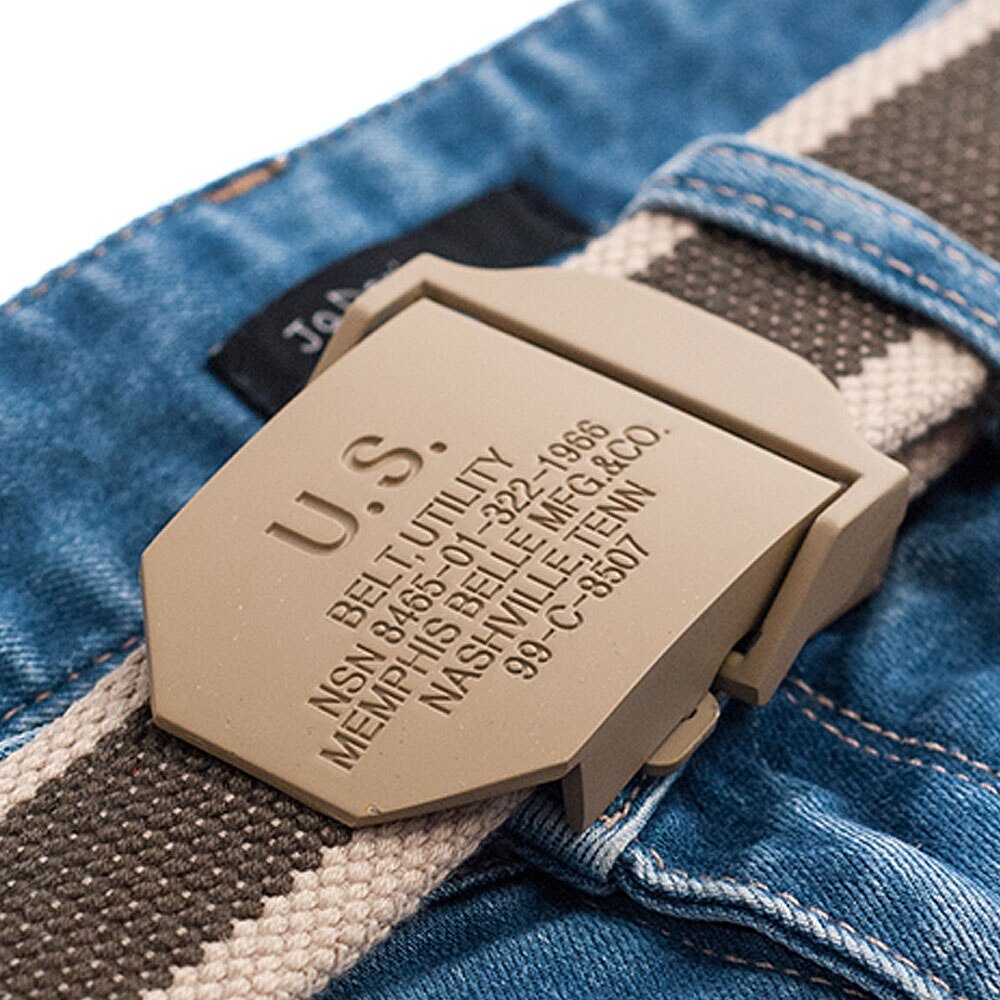 U.S.
BELT, UTILITY
NSN 8465-01-322-1966
MEMPHIS BELLE MFG.&CO.
NASHVILLE, TENN
99-C-8507